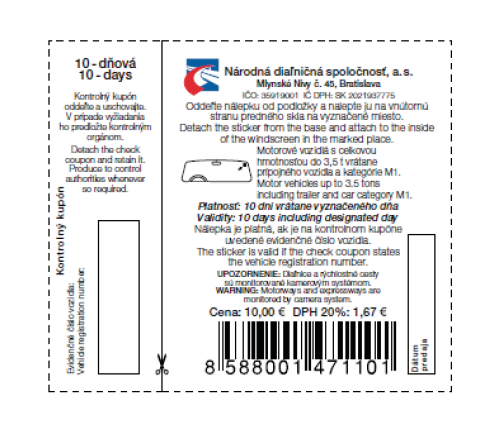 10 - dňová
10 - days
Kontrolný kupón
oddeľte a uschovajte.
V prípade vyžiadania
ho predložte kontrolným
orgánom.
Detach the check
coupon and retain it.
Produce to control
authorities whenever
so required.
Kontrolný kupón
Evidenčné číslo vozidla:
Vehicle registration number:
Národná diaľničná spoločnosť, a.s.
Mlynské Nivy č. 45, Bratislava
IČO: 35919001 IČ DPH: SK 2021937775
Oddeľte nálepku od podložky a nalepte ju na vnútornú
stranu predného skla na vyznačené miesto.
Detach the sticker from the base and attach to the inside
of the windscreen in the marked place.
Motorové vozidlá s celkovou
hmotnosťou do 3,5 t vrátane
prípojného vozidla a kategórie M1.
Motor vehicles up to 3.5 tons
including trailer and car category M1.
Platnosť: 10 dní vrátane vyznačeného dňa
Validity: 10 days including designated day
Nálepka je platná, ak je na kontrolnom kupóne
uvedené evidenčné číslo vozidla.
The sticker is valid if the check coupon states
the vehicle registration number.
UPOZORNENIE: Diaľnice a rýchlostné cesty
sú monitorované kamerovým systémom.
WARNING: Motorways and expressways are
monitored by camera system.
Cena: 10,00 € DPH 20%: 1,67 €
8 588001 471101
Dátum
predaja